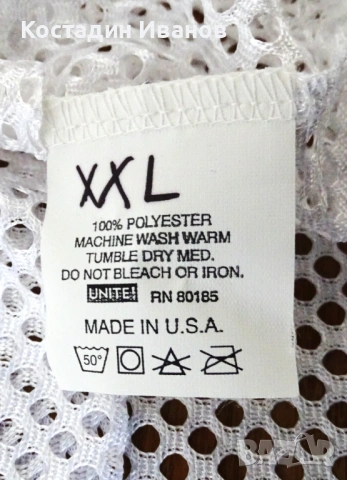 Костадин Иванов
XXL
100% POLYESTER
MACHINE WASH WARM
TUMBLE DRY MED.
DO NOT BLEACH OR IRON.
UNITE! RN 80185
MADE IN U.S.A.
50°
BAZAR